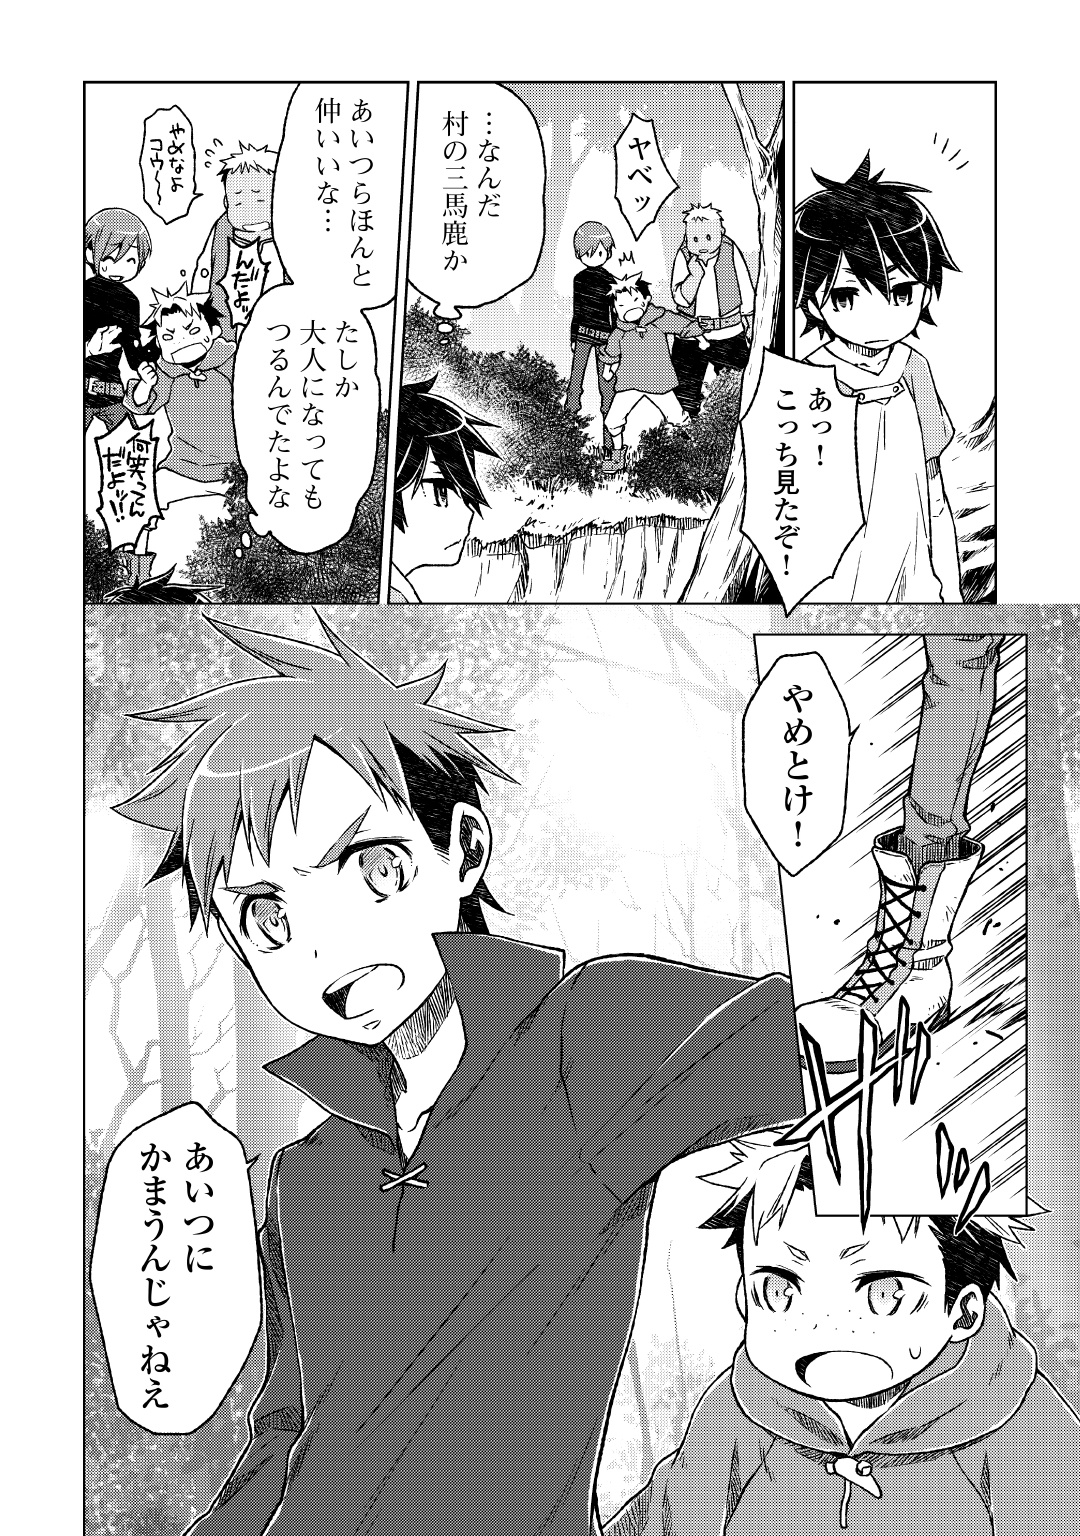 あっ！
こっち見たぞ！
ヤベッ
…なんだ
村の三馬鹿か
あいつらほんと
仲いいな…
たしか
大人になっても
つるんでたよな
やめなよ
コウ〜
んだよ
何笑ってん
だよ!!
やめとけ！
ザッ
あいつに
かまうんじゃねえ